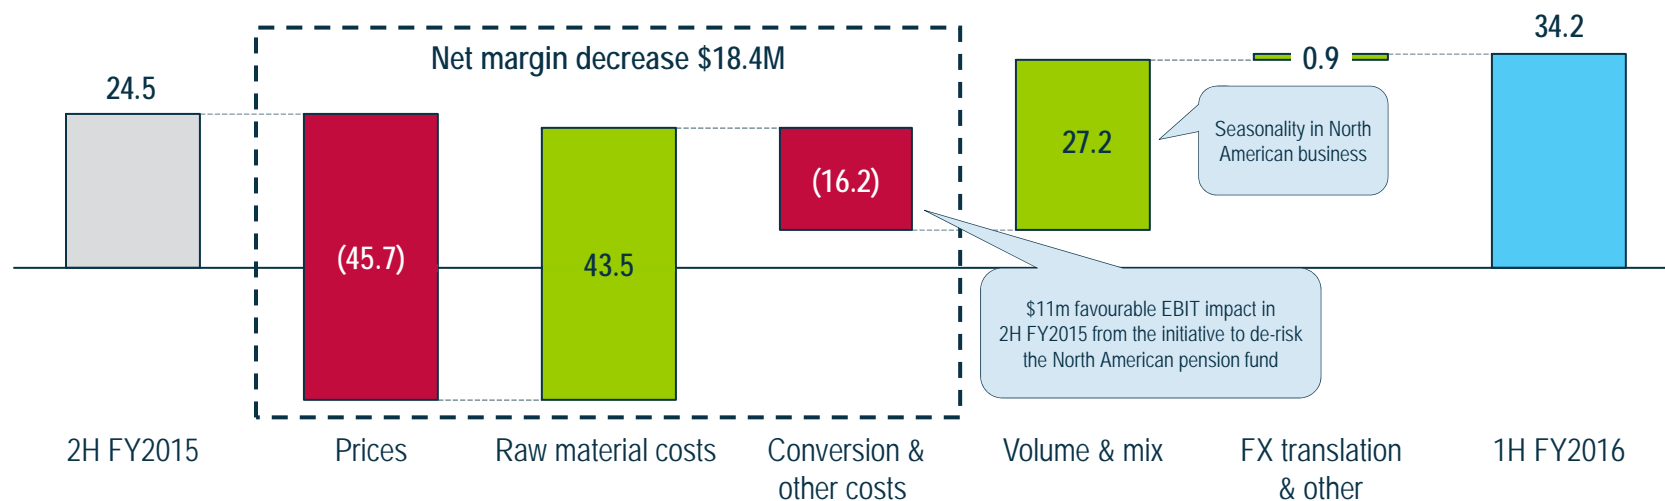 Net margin decrease $18.4M
24.5
(45.7)
43.5
(16.2)
27.2
0.9
34.2
Seasonality in North
American business
$11m favourable EBIT impact in
2H FY2015 from the initiative to de-risk
the North American pension fund
2H FY2015
Prices
Raw material costs
Conversion &
other costs
Volume & mix
FX translation
& other
1H FY2016